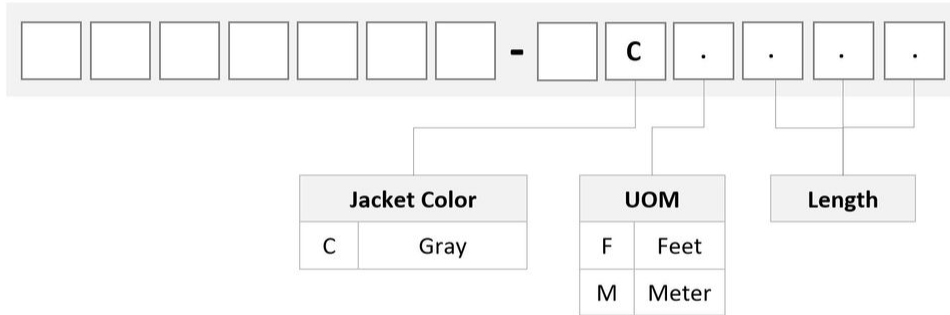 - C . . . .
Jacket Color UOM Length
C Gray F Feet
M Meter